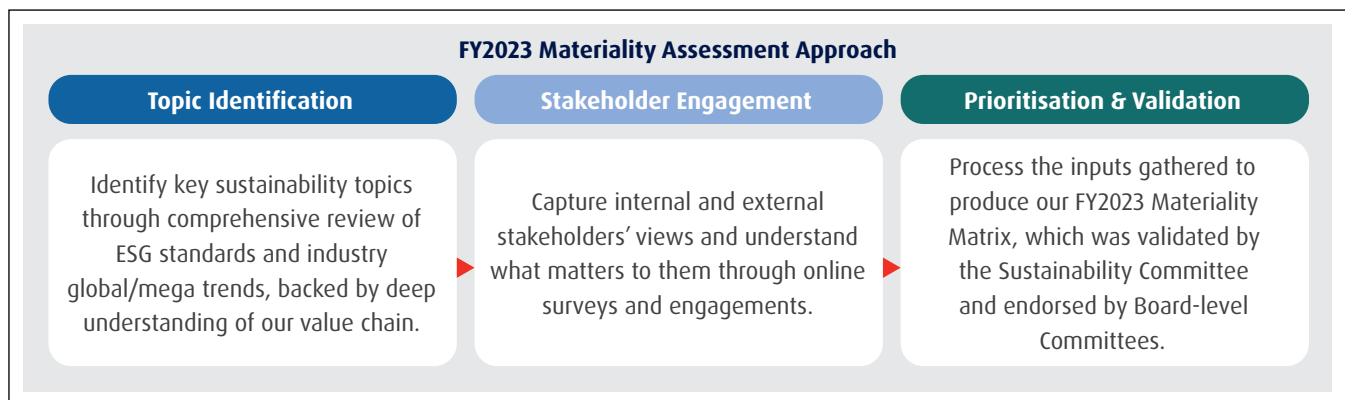 FY2023 Materiality Assessment Approach
Topic Identification
Identify key sustainability topics
through comprehensive review of
ESG standards and industry
global/mega trends, backed by deep
understanding of our value chain.
Stakeholder Engagement
Capture internal and external
stakeholders’ views and understand
what matters to them through online
surveys and engagements.
Prioritisation & Validation
Process the inputs gathered to
produce our FY2023 Materiality
Matrix, which was validated by
the Sustainability Committee
and endorsed by Board-level
Committees.